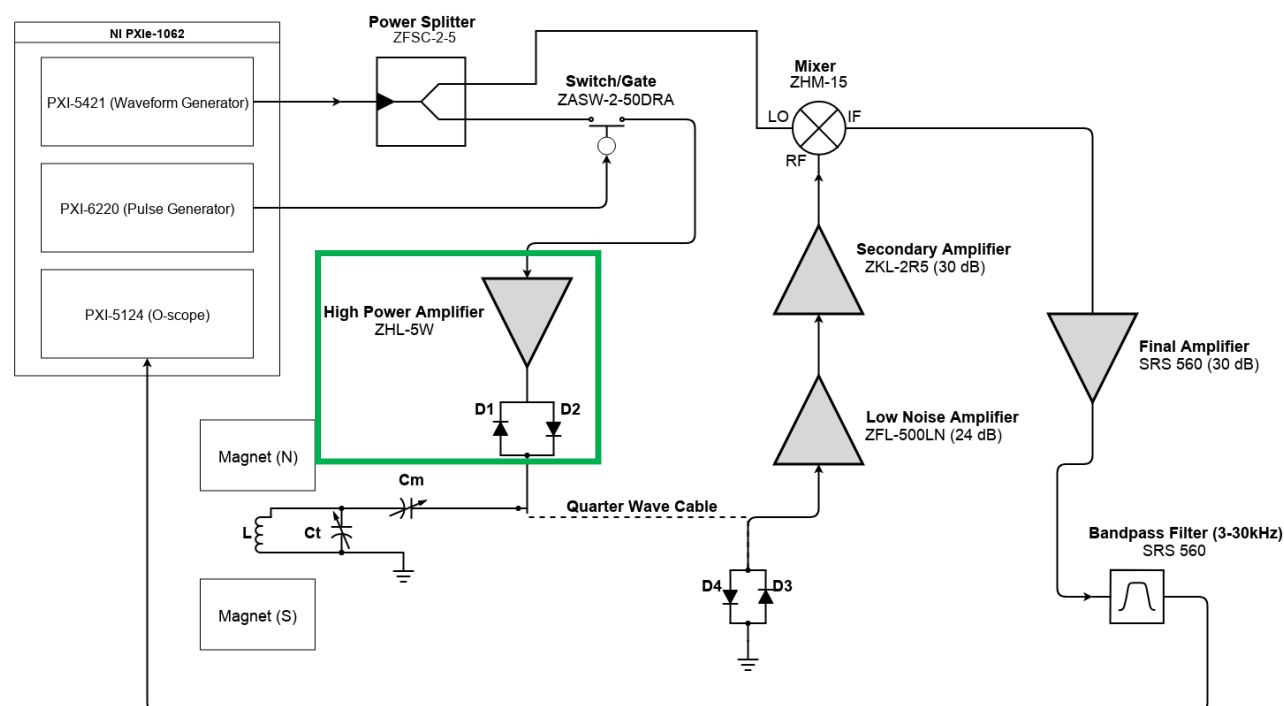 NI PXIe-1062
PXI-5421 (Waveform Generator)
PXI-6220 (Pulse Generator)
PXI-5124 (O-scope)
Power Splitter
ZFSC-2-5
Switch/Gate
ZASW-2-50DRA
Mixer
ZHM-15
LO
IF
RF
High Power Amplifier
ZHL-5W
D1
D2
Secondary Amplifier
ZKL-2R5 (30 dB)
Low Noise Amplifier
ZFL-500LN (24 dB)
Final Amplifier
SRS 560 (30 dB)
Magnet (N)
Cm
L
Ct
Quarter Wave Cable
Magnet (S)
D4
D3
Bandpass Filter (3-30kHz)
SRS 560